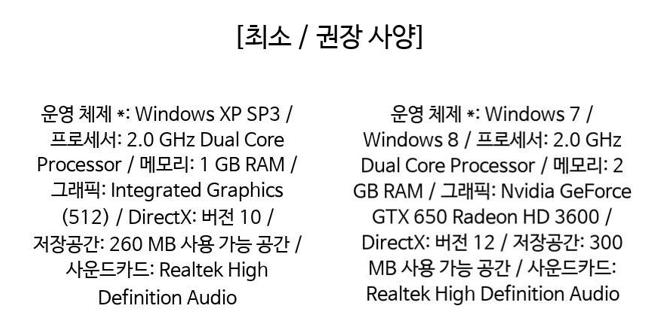 [최소 / 권장 사양]
운영 체제 *: Windows XP SP3 /
프로세서: 2.0 GHz Dual Core
Processor / 메모리: 1 GB RAM /
그래픽: Integrated Graphics
(512) / DirectX: 버전 10 /
저장공간: 260 MB 사용 가능 공간 /
사운드카드: Realtek High
Definition Audio
운영 체제 *: Windows 7 /
Windows 8 / 프로세서: 2.0 GHz
Dual Core Processor / 메모리: 2
GB RAM / 그래픽: Nvidia GeForce
GTX 650 Radeon HD 3600 /
DirectX: 버전 12 / 저장공간: 300
MB 사용 가능 공간 / 사운드카드:
Realtek High Definition Audio